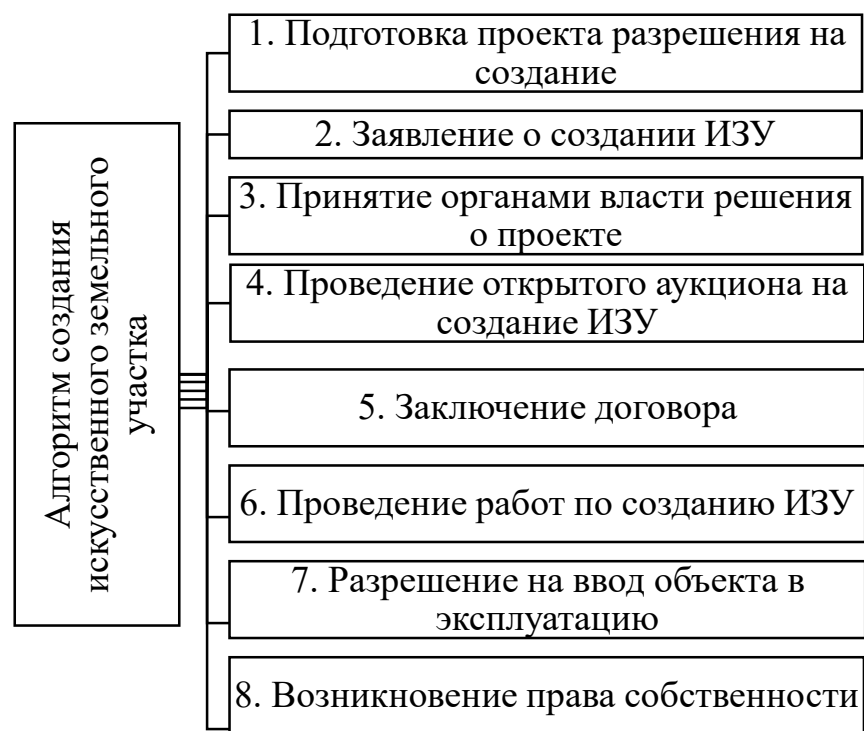 Алгоритм создания
искусственного земельного
участка
1. Подготовка проекта разрешения на
создание
2. Заявление о создании ИЗУ
3. Принятие органами власти решения
о проекте
4. Проведение открытого аукциона на
создание ИЗУ
5. Заключение договора
6. Проведение работ по созданию ИЗУ
7. Разрешение на ввод объекта в
эксплуатацию
8. Возникновение права собственности